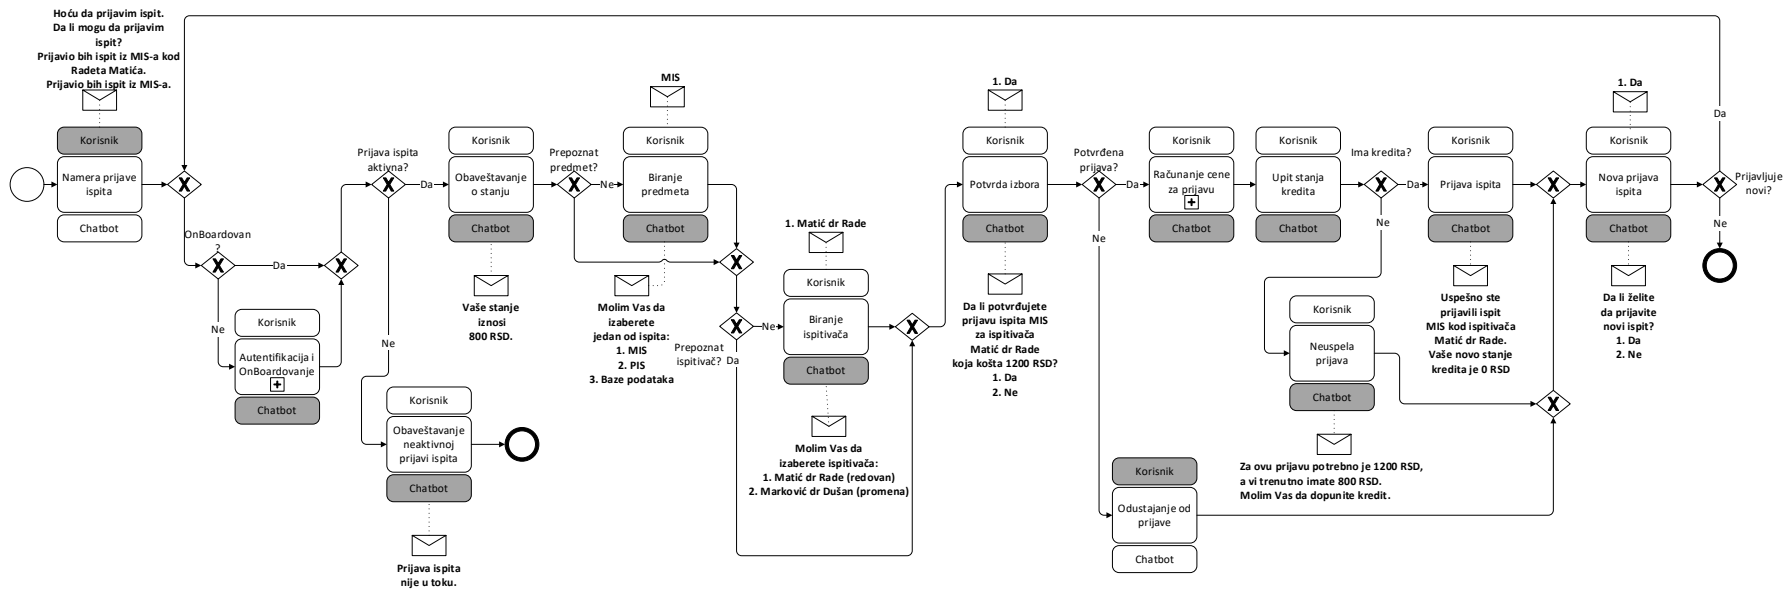 Hoću da prijavim ispit.
Da li mogu da prijavim
ispit?
Prijavio bih ispit iz MIS-a kod
Radeta Matića.
Prijavio bih ispit iz MIS-a.
Korisnik
Namera prijave
ispita
Chatbot
X
OnBoardovan
?
X
Da
X
Ne
Korisnik
Autentifikacija i
OnBoardovanje
Chatbot
Prijava ispita
aktivna?
X
Da
Ne
Korisnik
Obaveštavanje
neaktivnoj
prijavi ispita
Chatbot
Prijava ispita
nije u toku.
Korisnik
Obaveštavanje
o stanju
Chatbot
Vaše stanje
iznosi
800 RSD.
Prepoznat
predmet?
X
Ne
MIS
Korisnik
Biranje
predmeta
Chatbot
Molim Vas da
izaberete
jedan od ispita:
1. MIS
2. PIS
3. Baze podataka
X
X
Prepoznat
ispitivač?
Ne
Da
1. Matić dr Rade
Korisnik
Biranje
ispitivača
Chatbot
Molim Vas da
izaberete ispitivača:
1. Matić dr Rade (redovan)
2. Marković dr Dušan (promena)
X
1. Da
Korisnik
Potvrda izbora
Chatbot
Da li potvrđujete
prijavu ispita MIS
za ispitivača
Matić dr Rade
koja košta 1200 RSD?
1. Da
2. Ne
Potvrđena
prijava?
X
Da
Ne
Korisnik
Računanje cene
za prijavu
Chatbot
Korisnik
Upit stanja
kredita
Chatbot
Ima kredita?
X
Da
Ne
Korisnik
Neuspela
prijava
Chatbot
Za ovu prijavu potrebno je 1200 RSD,
a vi trenutno imate 800 RSD.
Molim Vas da dopunite kredit.
Korisnik
Odustajanje od
prijave
Chatbot
Korisnik
Prijava ispita
Chatbot
Uspešno ste
prijavili ispit
MIS kod ispitivača
Matić dr Rade.
Vaše novo stanje
kredita je 0 RSD
X
X
1. Da
Korisnik
Nova prijava
ispita
Chatbot
Da li želite
da prijavite
novi ispit?
1. Da
2. Ne
Da
X
Prijavljuje
novi?
Ne